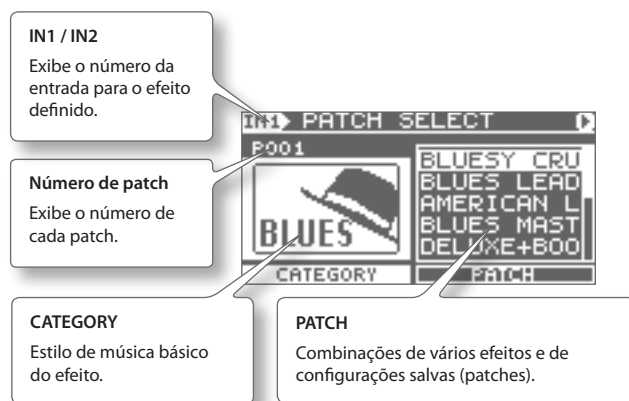 IN1 / IN2
Exibe o número da
entrada para o efeito
definido.
Número de patch
Exibe o número de
cada patch.
IN1 PATCH SELECT
P001
BLUES
CATEGORY
BLUESY CRU
BLUES LEAD
AMERICAN L
BLUES MAST
DELUXE+BOO
PATCH
CATEGORY
Estilo de música básico
do efeito.
PATCH
Combinações de vários efeitos e de
configurações salvas (patches).